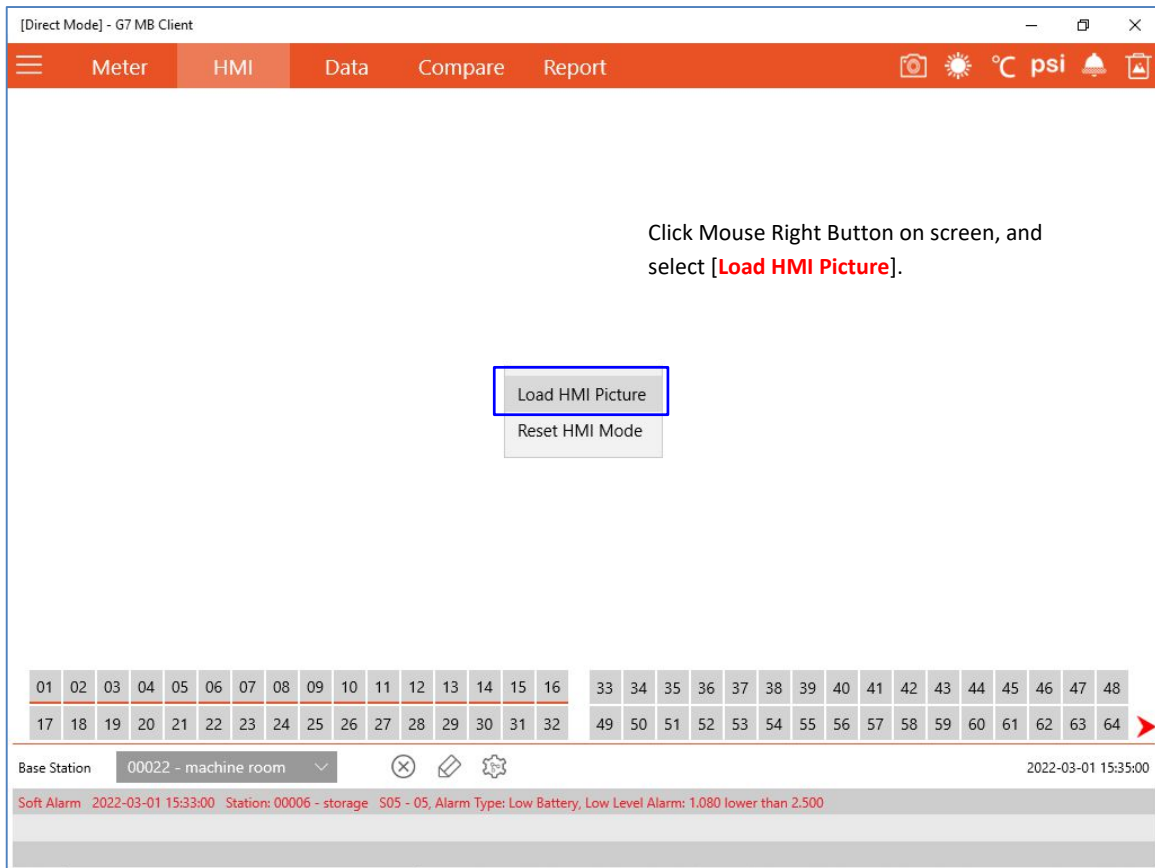 [Direct Mode] - G7 MB Client
Meter HMI Data Compare Report °C psi
Click Mouse Right Button on screen, and
select [Load HMI Picture].
Load HMI Picture
Reset HMI Mode
01 02 03 04 05 06 07 08 09 10 11 12 13 14 15 16 33 34 35 36 37 38 39 40 41 42 43 44 45 46 47 48
17 18 19 20 21 22 23 24 25 26 27 28 29 30 31 32 49 50 51 52 53 54 55 56 57 58 59 60 61 62 63 64
Base Station 00022 - machine room 2022-03-01 15:35:00
Soft Alarm 2022-03-01 15:33:00 Station: 00006 - storage S05 - 05, Alarm Type: Low Battery, Low Level Alarm: 1.080 lower than 2.500